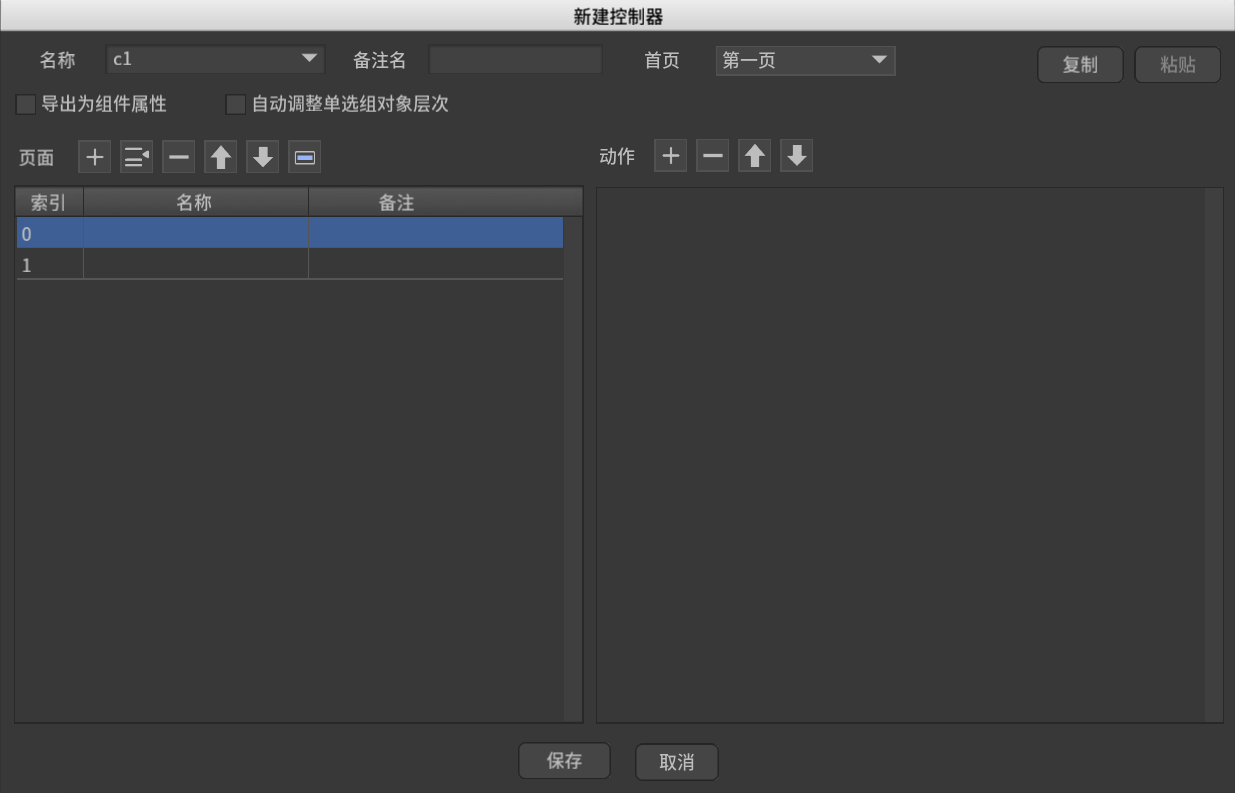 新建控制器
名称 c1 备注名 首页 第一页 复制 粘贴
导出为组件属性 自动调整单选组对象层次
页面 动作
索引 名称 备注
0
1
保存 取消